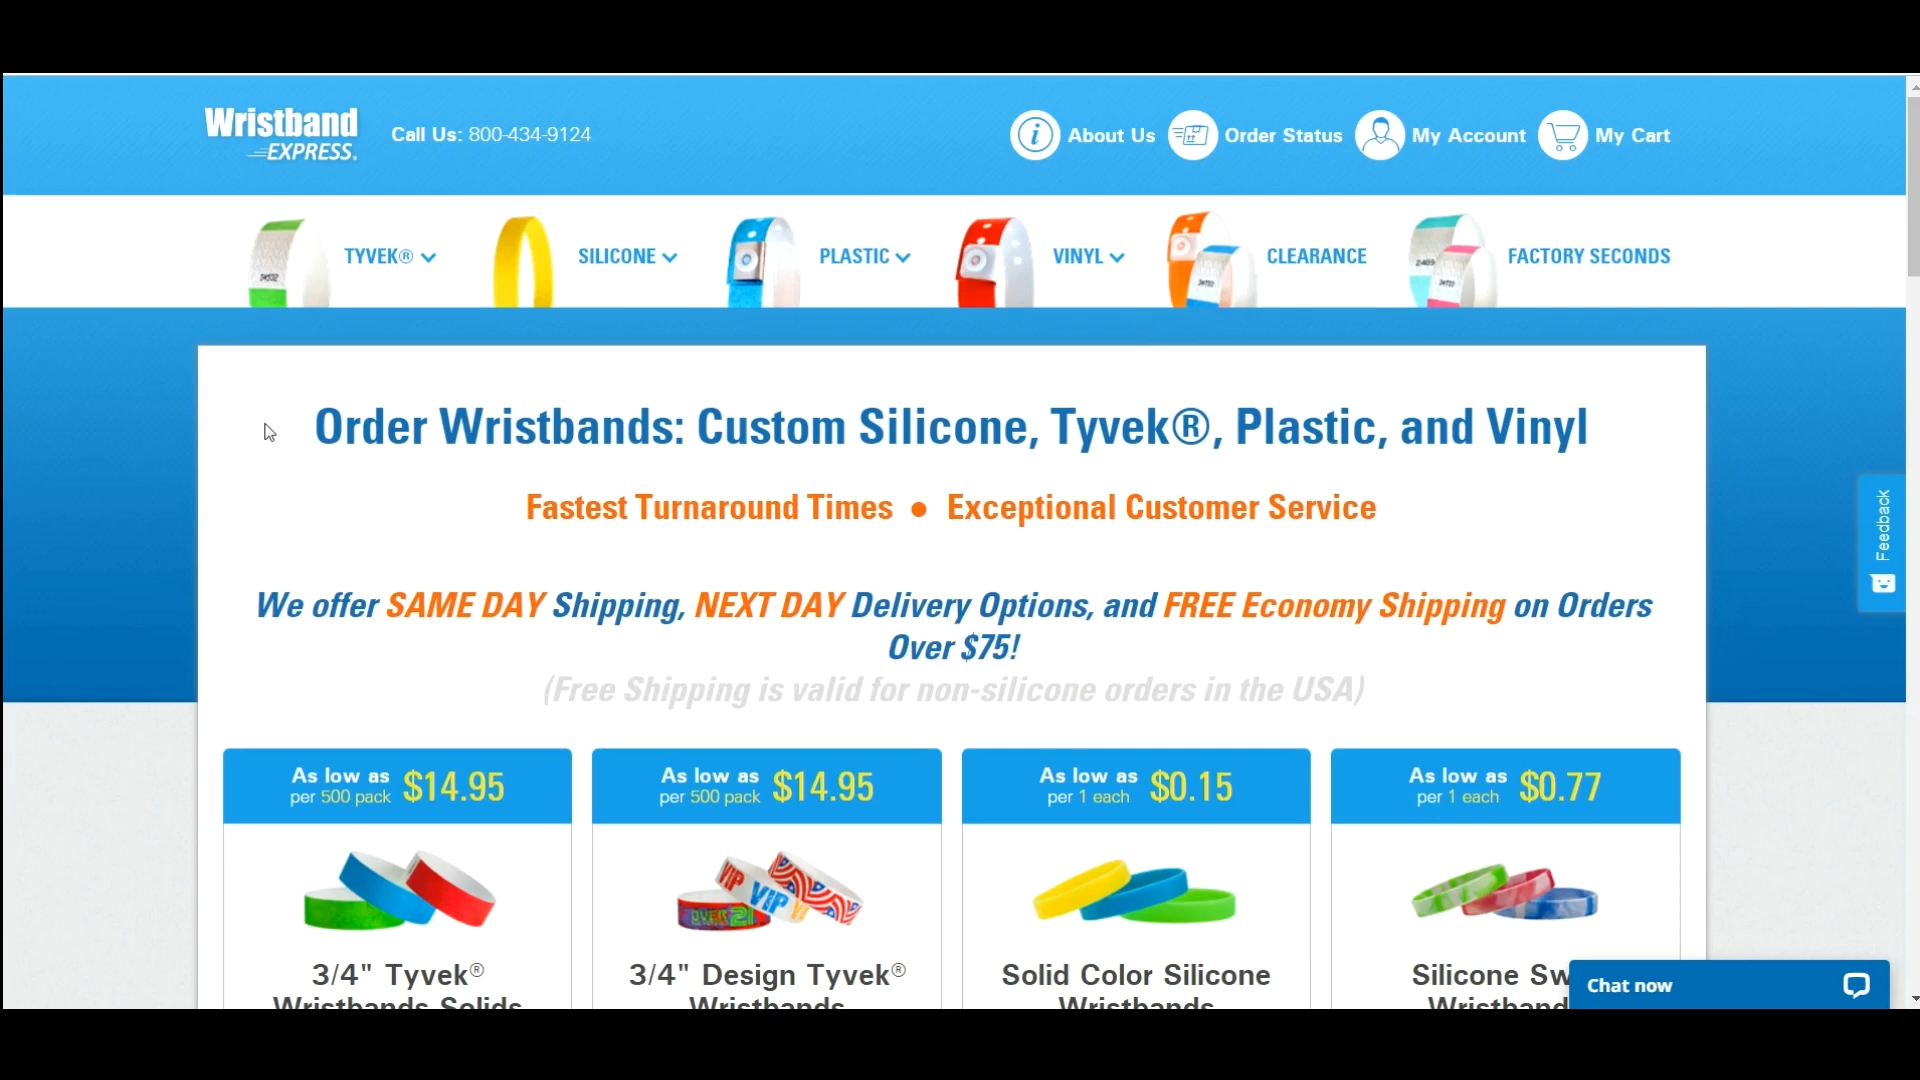 Wristband
EXPRESS.
Call Us: 800-434-9124
About Us
Order Status
My Account
My Cart
TYVEK®
SILICONE
PLASTIC
VINYL
CLEARANCE
FACTORY SECONDS
Order Wristbands: Custom Silicone, Tyvek®, Plastic, and Vinyl
Fastest Turnaround Times ● Exceptional Customer Service
We offer SAME DAY Shipping, NEXT DAY Delivery Options, and FREE Economy Shipping on Orders
Over $75!
(Free Shipping is valid for non-silicone orders in the USA)
Feedback
As low as
per 500 pack
$14.95
As low as
per 500 pack
$14.95
As low as
per 1 each
$0.15
As low as
per 1 each
$0.77
VIP
VIP
OVER 21
3/4" Tyvek®
Wristbands Solids
3/4" Design Tyvek®
Wristbands
Solid Color Silicone
Wristbands
Silicone Sw
Wristband
Chat now